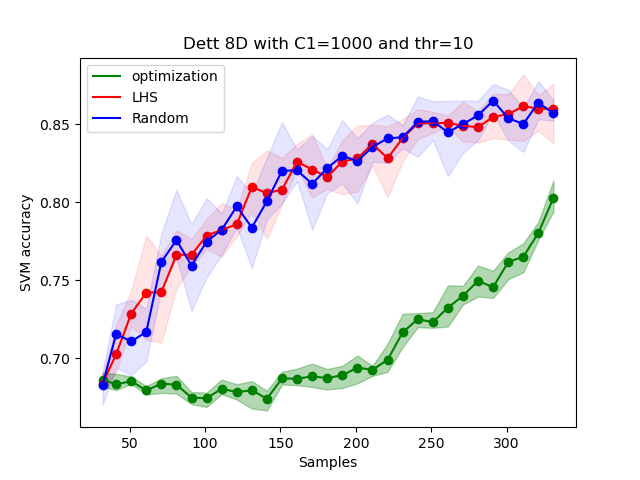 Dett 8D with C1=1000 and thr=10
optimization
LHS
Random
SVM accuracy
0.85
0.80
0.75
0.70
50 100 150 200 250 300
Samples